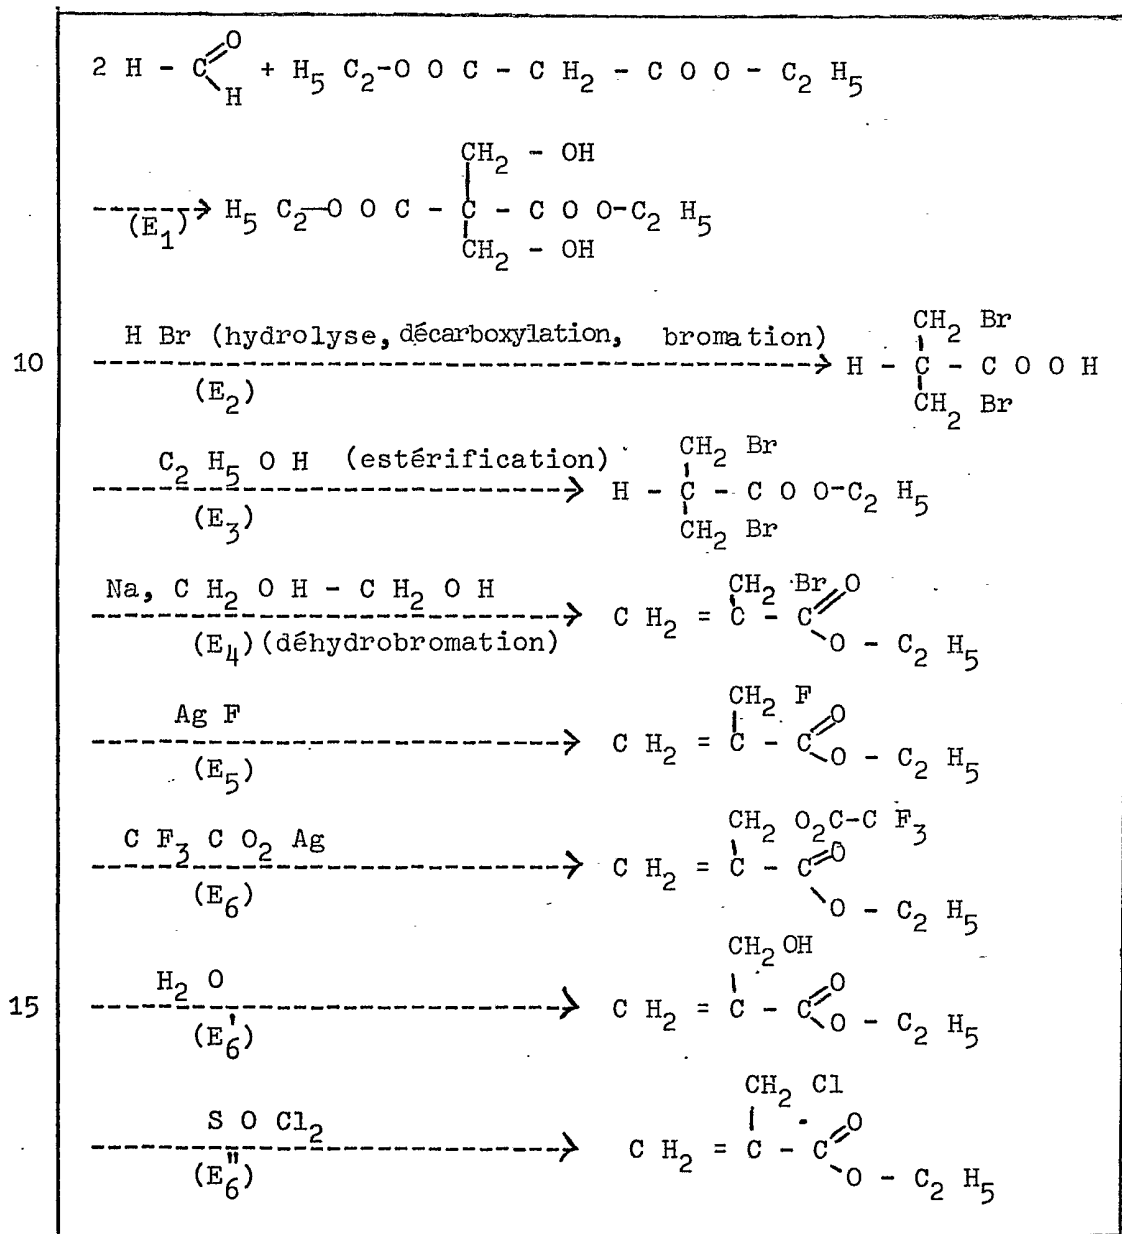 2 H - C O H + H5 C2-O O C - C H2 - C O O - C2 H5
CH2 - OH
(E1) H5 C2-O O C - C - C O O-C2 H5
CH2 - OH
H Br (hydrolyse, décarboxylation, bromation)
CH2 Br
10
H - C - C O O H
(E2)
CH2 Br
C2 H5 O H (estérification)
CH2 Br
H - C - C O O-C2 H5
(E3)
CH2 Br
Na, C H2 O H - C H2 O H
CH2 Br O
C H2 = C - C
(E4) (déhydrobromation)
O - C2 H5
Ag F
CH2 F
O
C H2 = C - C
(E5)
O - C2 H5
C F3 C O2 Ag
CH2 O2C-C F3
O
C H2 = C - C
(E6)
O - C2 H5
CH2 OH
H2 O
O
15
C H2 = C - C
(E6')
O - C2 H5
CH2 Cl
S O Cl2
O
C H2 = C - C
(E6")
O - C2 H5